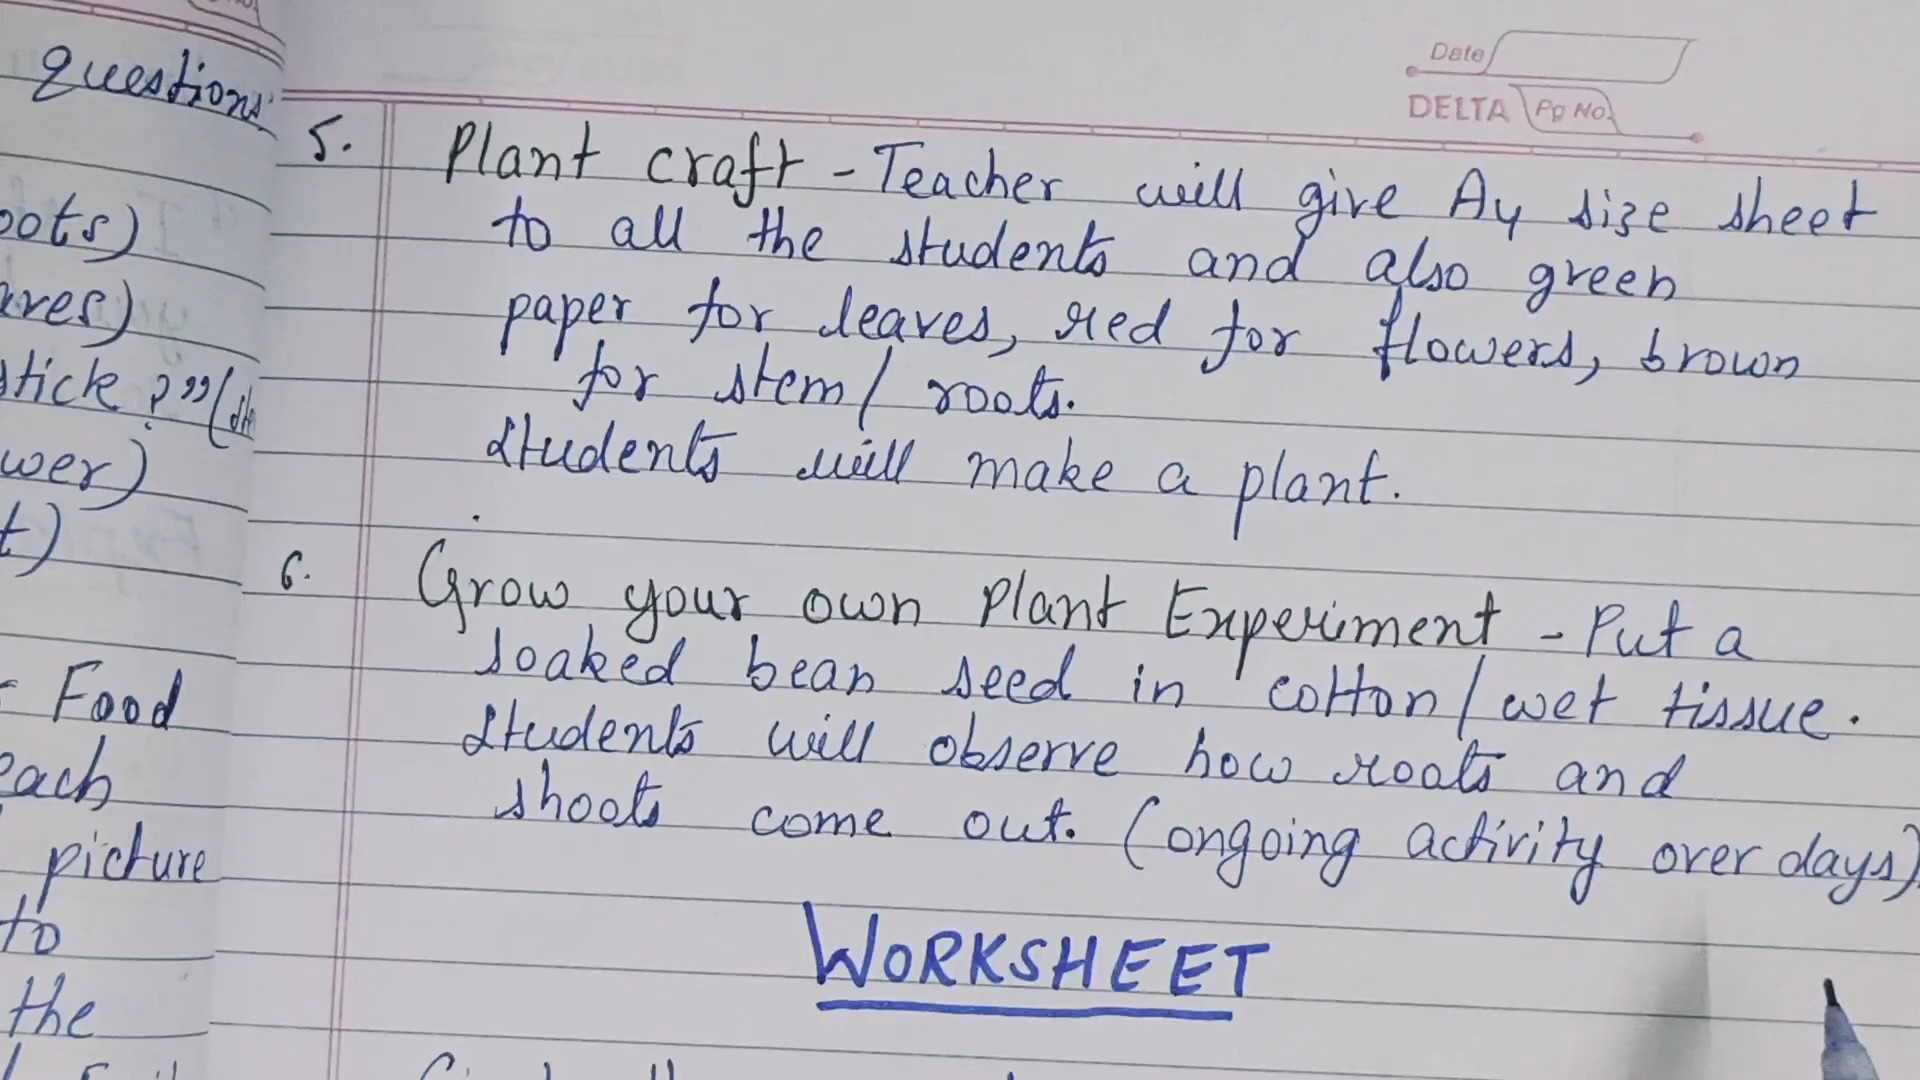 questions
oots)
aves)
stick ?"(st
wer)
t)
Food
each
picture
to
the
Date
DELTA Pg No.
5. Plant craft - Teacher will give A4 size sheet
to all the students and also green
paper for leaves, red for flowers, brown
for stem/ roots.
Students will make a plant.
6. Grow your own Plant Experiment - Put a
soaked bean seed in cotton/wet tissue.
Students will observe how roots and
shoots come out. (ongoing activity over days)
WORKSHEET